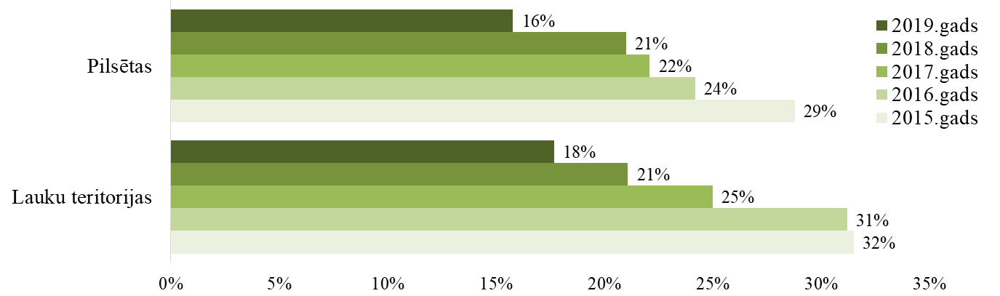 Pilsētas
16%
21%
22%
24%
29%
Lauku teritorijas
18%
21%
25%
31%
32%
0% 5% 10% 15% 20% 25% 30% 35%
2019.gads
2018.gads
2017.gads
2016.gads
2015.gads